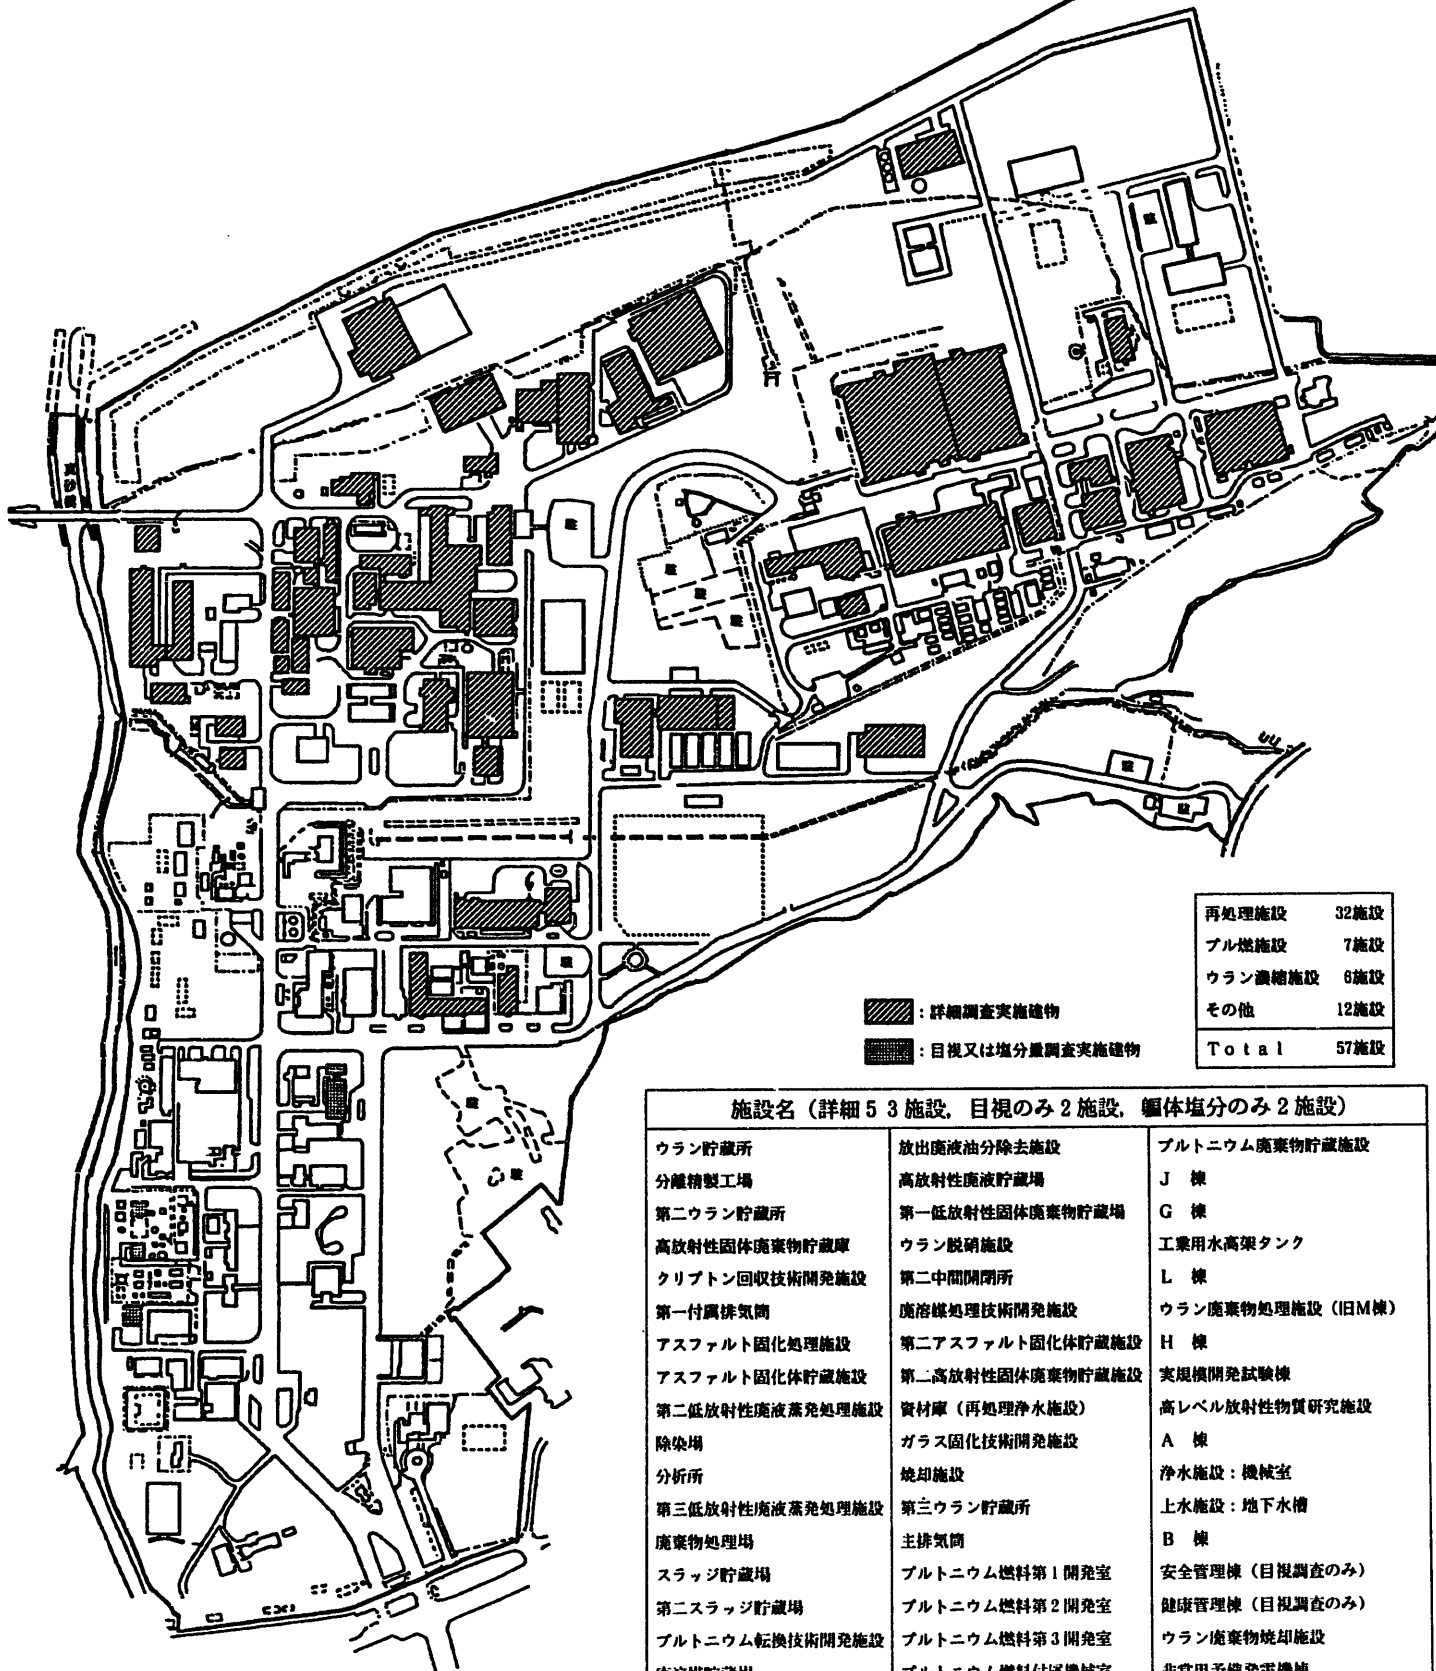 再処理施設 32施設
プル燃施設 7施設
ウラン濃縮施設 6施設
その他 12施設
Total 57施設
:詳細調査実施建物
:目視又は塩分量調査実施建物
施設名(詳細53施設,目視のみ2施設,躯体塩分のみ2施設)
ウラン貯蔵所
分離精製工場
第二ウラン貯蔵所
高放射性固体廃棄物貯蔵庫
クリプトン回収技術開発施設
第一付属排気筒
アスファルト固化処理施設
アスファルト固化体貯蔵施設
第二低放射性廃液蒸発処理施設
除染場
分析所
第三低放射性廃液蒸発処理施設
廃棄物処理場
スラッジ貯蔵場
第二スラッジ貯蔵場
プルトニウム転換技術開発施設
放出廃液油分除去施設
高放射性廃液貯蔵場
第一低放射性固体廃棄物貯蔵場
ウラン脱硝施設
第二中間開閉所
廃溶媒処理技術開発施設
第二アスファルト固化体貯蔵施設
第二高放射性固体廃棄物貯蔵施設
資材庫(再処理浄水施設)
ガラス固化技術開発施設
焼却施設
第三ウラン貯蔵所
主排気筒
プルトニウム燃料第1開発室
プルトニウム燃料第2開発室
プルトニウム燃料第3開発室
プルトニウム廃棄物貯蔵施設
J 棟
G 棟
工業用水高架タンク
L 棟
ウラン廃棄物処理施設(旧M棟)
H 棟
実規模開発試験棟
高レベル放射性物質研究施設
A 棟
浄水施設:機械室
上水施設:地下水槽
B 棟
安全管理棟(目視調査のみ)
健康管理棟(目視調査のみ)
ウラン廃棄物焼却施設
駐
駐
駐
駐
駐
駐
駐
駐
駐
駐